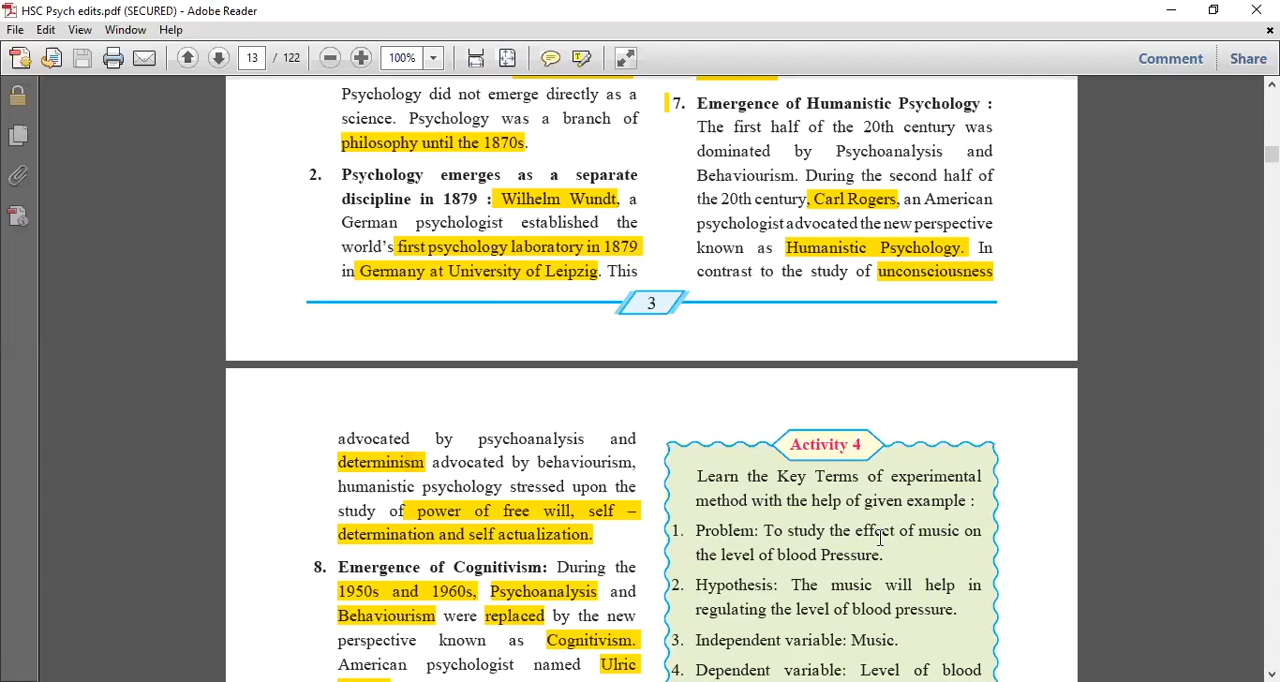 HSC Psych edits.pdf (SECURED) - Adobe Reader
File Edit View Window Help
13 / 122 100% Comment Share
Psychology did not emerge directly as a
science. Psychology was a branch of
philosophy until the 1870s.
2. Psychology emerges as a separate
discipline in 1879 : Wilhelm Wundt, a
German psychologist established the
world's first psychology laboratory in 1879
in Germany at University of Leipzig. This
7. Emergence of Humanistic Psychology :
The first half of the 20th century was
dominated by Psychoanalysis and
Behaviourism. During the second half of
the 20th century, Carl Rogers, an American
psychologist advocated the new perspective
known as Humanistic Psychology. In
contrast to the study of unconsciousness
3
advocated by psychoanalysis and
determinism advocated by behaviourism,
humanistic psychology stressed upon the
study of power of free will, self –
determination and self actualization.
8. Emergence of Cognitivism: During the
1950s and 1960s, Psychoanalysis and
Behaviourism were replaced by the new
perspective known as Cognitivism.
American psychologist named Ulric
Activity 4
Learn the Key Terms of experimental
method with the help of given example :
1. Problem: To study the effect of music on
the level of blood Pressure.
2. Hypothesis: The music will help in
regulating the level of blood pressure.
3. Independent variable: Music.
4. Dependent variable: Level of blood